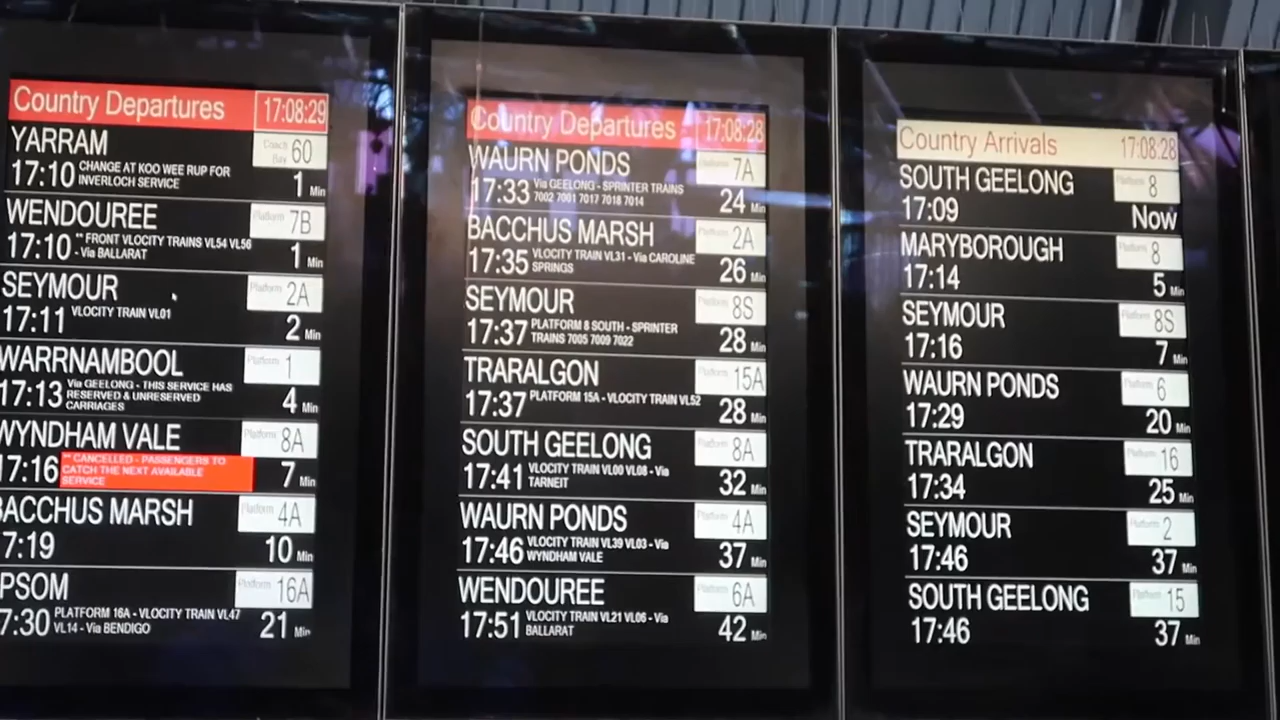 Country Departures 17:08:29
YARRAM Coach Bay 60
17:10 CHANGE AT KOO WEE RUP FOR
INVERLOCH SERVICE 1 Min
WENDOUREE Platform 7B
17:10 ** FRONT VLOCITY TRAINS VL54 VL56
- Via BALLARAT 1 Min
SEYMOUR Platform 2A
17:11 VLOCITY TRAIN VL01 2 Min
WARRNAMBOOL Platform 1
17:13 Via GEELONG - THIS SERVICE HAS
RESERVED & UNRESERVED
CARRIAGES 4 Min
WYNDHAM VALE Platform 8A
17:16 ** CANCELLED - PASSENGERS TO
CATCH THE NEXT AVAILABLE
SERVICE 7 Min
BACCHUS MARSH Platform 4A
7:19 10 Min
PSOM Platform 16A
7:30 PLATFORM 16A - VLOCITY TRAIN VL47
VL14 - Via BENDIGO 21 Min
Country Departures 17:08:28
WAURN PONDS Platform 7A
17:33 Via GEELONG - SPRINTER TRAINS
7002 7001 7017 7018 7014 24 Min
BACCHUS MARSH Platform 2A
17:35 VLOCITY TRAIN VL31 - Via CAROLINE
SPRINGS 26 Min
SEYMOUR Platform 8S
17:37 PLATFORM 8 SOUTH - SPRINTER
TRAINS 7005 7009 7022 28 Min
TRARALGON Platform 15A
17:37 PLATFORM 15A - VLOCITY TRAIN VL52 28 Min
SOUTH GEELONG Platform 8A
17:41 VLOCITY TRAIN VL00 VL08 - Via
TARNEIT 32 Min
WAURN PONDS Platform 4A
17:46 VLOCITY TRAIN VL39 VL03 - Via
WYNDHAM VALE 37 Min
WENDOUREE Platform 6A
17:51 VLOCITY TRAIN VL21 VL06 - Via
BALLARAT 42 Min
Country Arrivals 17:08:28
SOUTH GEELONG Platform 8
17:09 Now
MARYBOROUGH Platform 8
17:14 5 Min
SEYMOUR Platform 8S
17:16 7 Min
WAURN PONDS Platform 6
17:29 20 Min
TRARALGON Platform 16
17:34 25 Min
SEYMOUR Platform 2
17:46 37 Min
SOUTH GEELONG Platform 15
17:46 37 Min